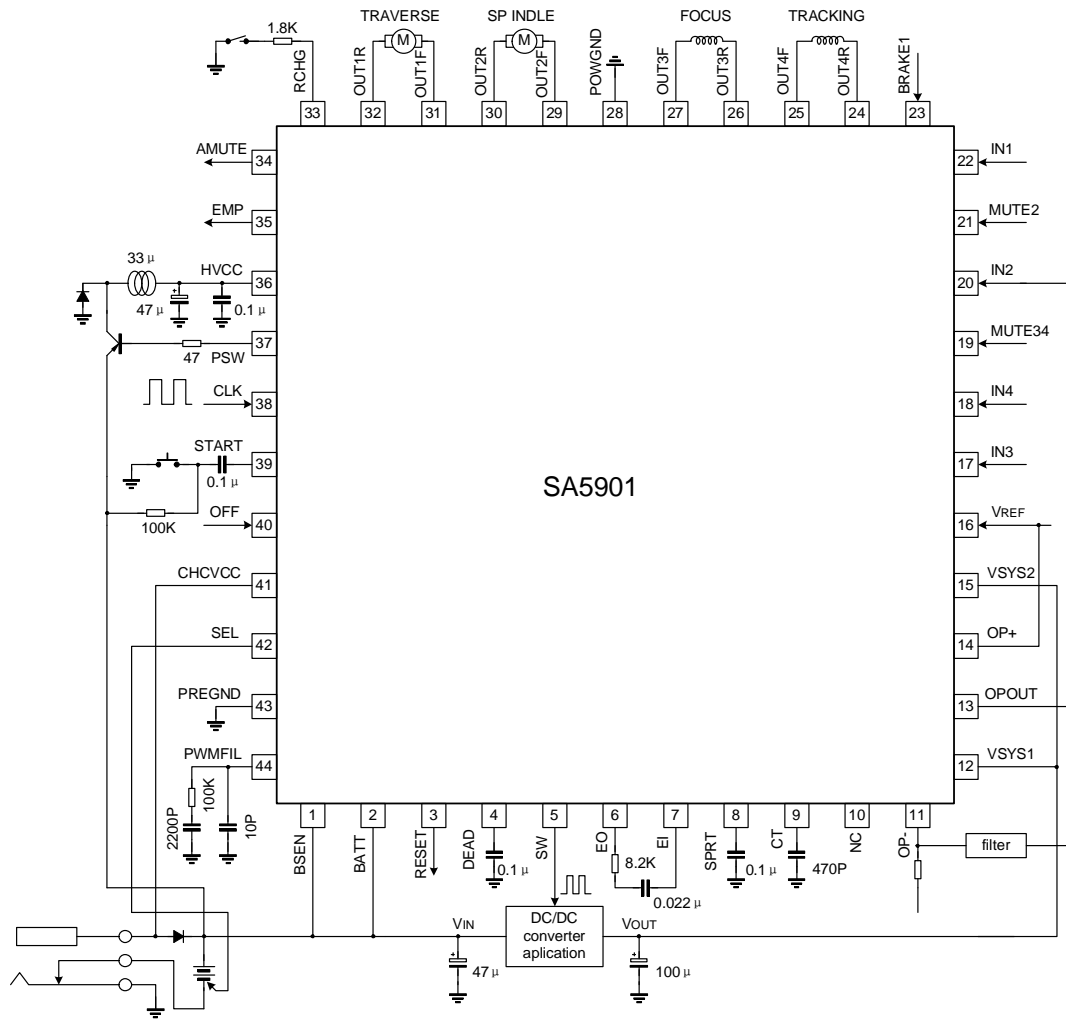 TRAVERSE
SP INDLE
FOCUS
TRACKING
1.8K
M
M
RCHG
OUT1R
OUT1F
OUT2R
OUT2F
POWGND
OUT3F
OUT3R
OUT4F
OUT4R
BRAKE1
33
32
31
30
29
28
27
26
25
24
23
AMUTE
34
22
IN1
EMP
35
21
MUTE2
33μ
HVCC
36
20
IN2
+
47μ
0.1μ
37
19
MUTE34
47
PSW
CLK
38
18
IN4
START
39
17
IN3
0.1μ
SA5901
100K
OFF
40
16
VREF
CHCVCC
41
15
VSYS2
SEL
42
14
OP+
PREGND
43
13
OPOUT
PWMFIL
44
12
VSYS1
2200P
100K
10P
1
2
3
4
5
6
7
8
9
10
11
BSEN
BATT
RESET
DEAD
SW
EO
EI
SPRT
CT
NC
OP-
0.1μ
8.2K
0.022μ
0.1μ
470P
filter
VIN
DC/DC
converter
aplication
VOUT
+
47μ
+
100μ